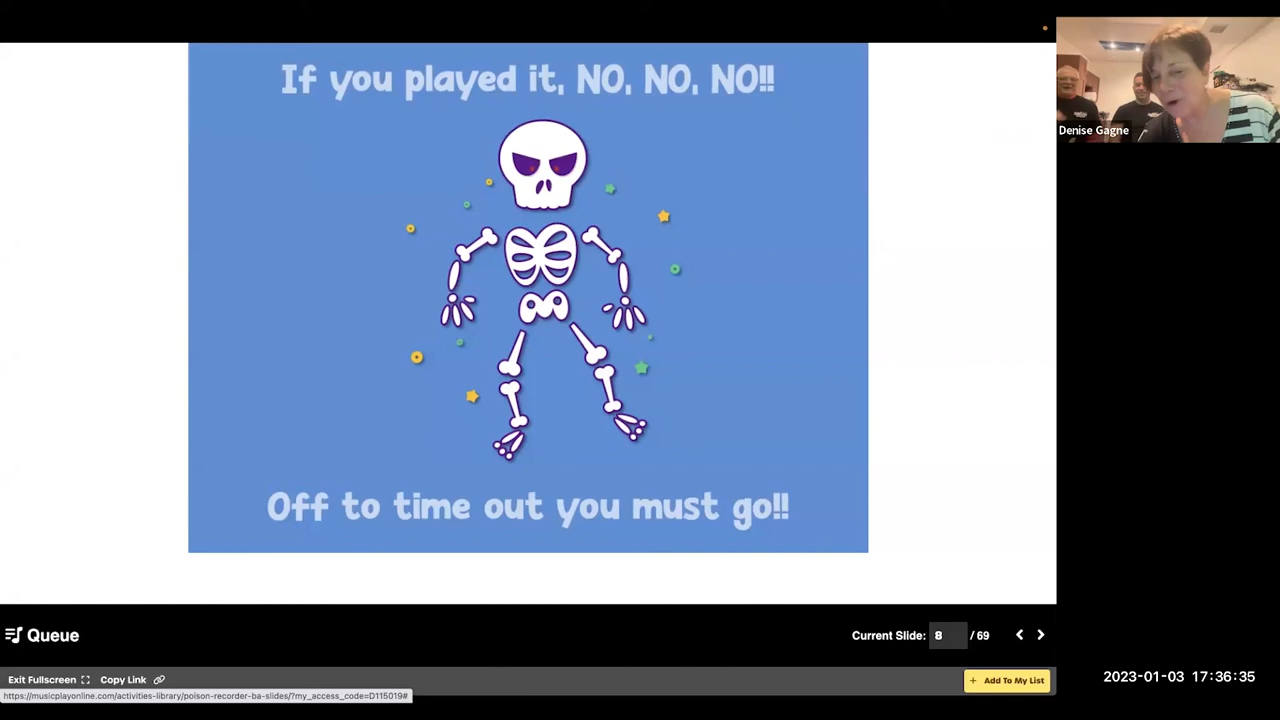 If you played it, NO, NO, NO!!
Denise Gagne
Off to time out you must go!!
Queue
Current Slide: 8 / 69
Exit Fullscreen
Copy Link
+ Add To My List
2023-01-03 17:36:35
https://musicplayonline.com/activities-library/poison-recorder-ba-slides/?my_access_code=D115019#